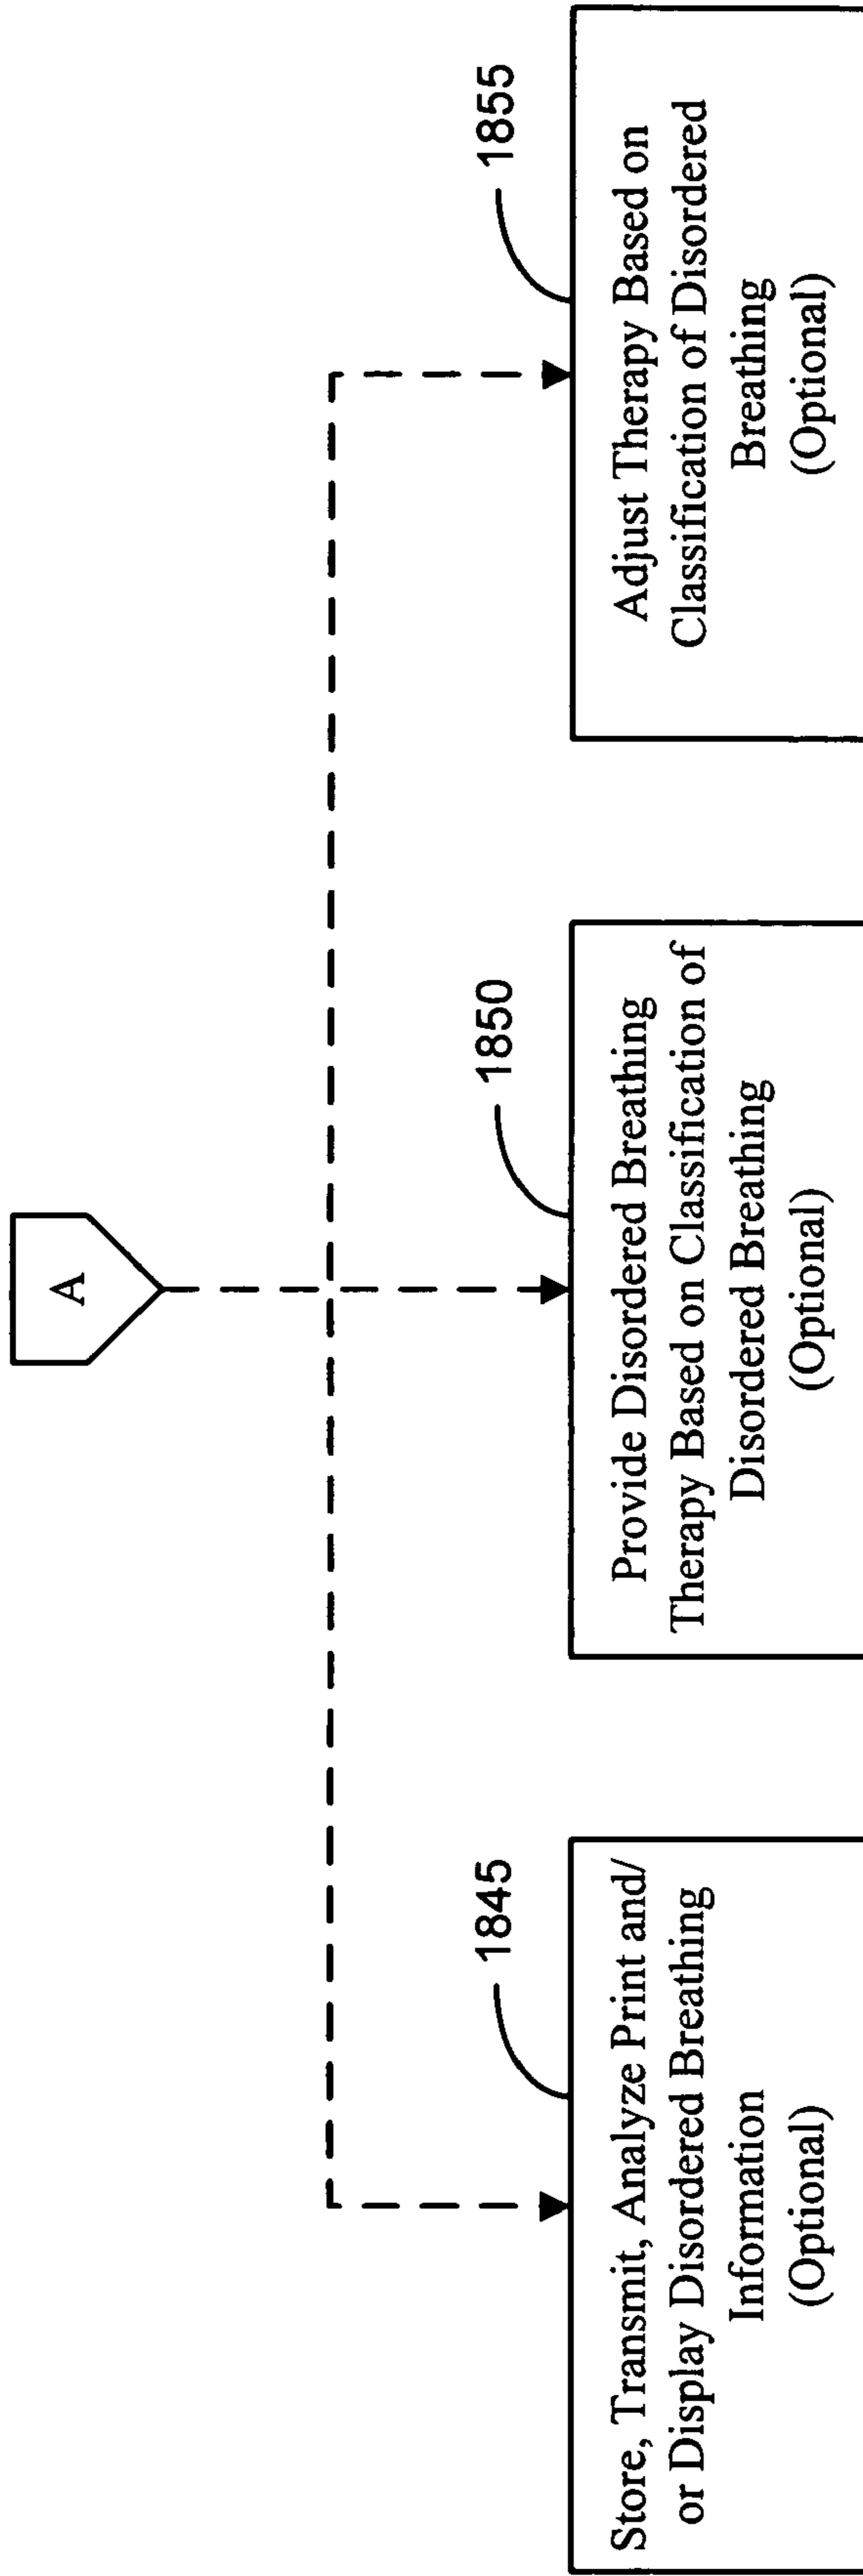 A
1845
Store, Transmit, Analyze Print and/
or Display Disordered Breathing
Information
(Optional)
1850
Provide Disordered Breathing
Therapy Based on Classification of
Disordered Breathing
(Optional)
1855
Adjust Therapy Based on
Classification of Disordered
Breathing
(Optional)